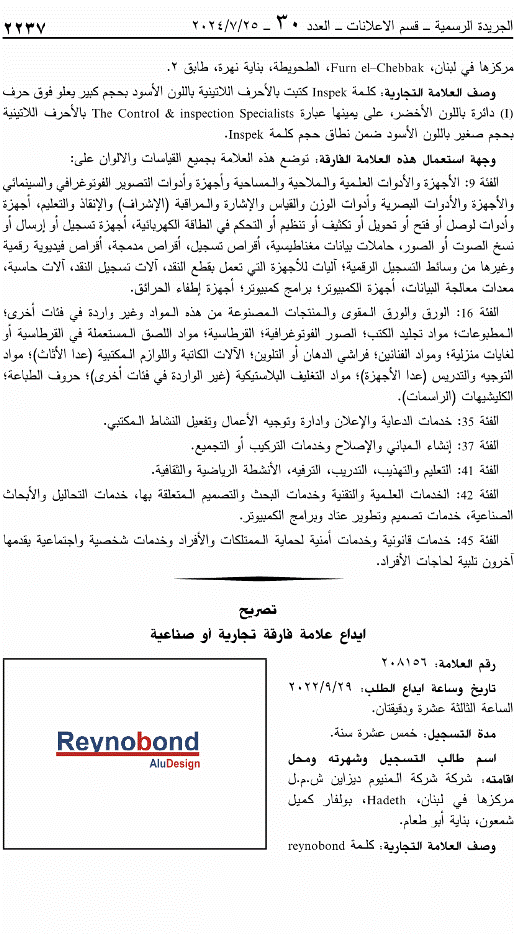 الجريدة الرسمية ــ قسم الاعلانات ــ العدد ٣٠ ــ ٢٠٢٤/٧/٢٥ ٢٢٣٧
مركزها في لبنان، Furn el–Chebbak، الطحويطة، بناية نهرة، طابق ٢.
وصف العلامة التجارية: كلمة Inspek كتبت بالأحرف اللاتينية باللون الأسود بحجم كبير يعلو فوق حرف
(I) دائرة باللون الأخضر، على يمينها عبارة The Control & inspection Specialists بالأحرف اللاتينية
بحجم صغير باللون الأسود ضمن نطاق حجم كلمة Inspek.
وجهة استعمال هذه العلامة الفارقة: توضع هذه العلامة بجميع القياسات والالوان على:
الفئة 9: الأجهزة والأدوات العلمية والملاحية والمساحية وأجهزة وأدوات التصوير الفوتوغرافي والسينمائي
والأجهزة والأدوات البصرية وأدوات الوزن والقياس والإشارة والمراقبة (الإشراف) والإنقاذ والتعليم، أجهزة
وأدوات لوصل أو فتح أو تحويل أو تكثيف أو تنظيم أو التحكم في الطاقة الكهربائية، أجهزة تسجيل أو إرسال أو
نسخ الصوت أو الصور، حاملات بيانات مغناطيسية، أقراص تسجيل، أقراص مدمجة، أقراص فيديوية رقمية
وغيرها من وسائط التسجيل الرقمية؛ آليات للأجهزة التي تعمل بقطع النقد، آلات تسجيل النقد، آلات حاسبة،
معدات معالجة البيانات، أجهزة الكمبيوتر؛ برامج كمبيوتر؛ أجهزة إطفاء الحرائق.
الفئة 16: الورق والورق المقوى والمنتجات المصنوعة من هذه المواد وغير واردة في فئات أخرى؛
المطبوعات؛ مواد تجليد الكتب؛ الصور الفوتوغرافية؛ القرطاسية؛ مواد اللصق المستعملة في القرطاسية أو
لغايات منزلية؛ ومواد الفنانين؛ فراشي الدهان أو التلوين؛ الآلات الكاتبة واللوازم المكتبية (عدا الأثاث)؛ مواد
التوجيه والتدريس (عدا الأجهزة)؛ مواد التغليف البلاستيكية (غير الواردة في فئات أخرى)؛ حروف الطباعة؛
الكليشيهات (الراسمات).
الفئة 35: خدمات الدعاية والإعلان وادارة وتوجيه الأعمال وتفعيل النشاط المكتبي.
الفئة 37: إنشاء المباني والإصلاح وخدمات التركيب أو التجميع.
الفئة 41: التعليم والتهذيب، التدريب، الترفيه، الأنشطة الرياضية والثقافية.
الفئة 42: الخدمات العلمية والتقنية وخدمات البحث والتصميم المتعلقة بها، خدمات التحاليل والأبحاث
الصناعية، خدمات تصميم وتطوير عتاد وبرامج الكمبيوتر.
الفئة 45: خدمات قانونية وخدمات أمنية لحماية الممتلكات والأفراد وخدمات شخصية واجتماعية يقدمها
آخرون تلبية لحاجات الأفراد.
تصريح
ايداع علامة فارقة تجارية أو صناعية
رقم العلامة: ٢٠٨١٥٦
تاريخ وساعة ايداع الطلب: ٢٠٢٢/٩/٢٩
الساعة الثالثة عشرة ودقيقتان.
مدة التسجيل: خمس عشرة سنة.
اسم طالب التسجيل وشهرته ومحل
اقامته: شركة شركة المنيوم ديزاين ش.م.ل
مركزها في لبنان، Hadeth، بولفار كميل
شمعون، بناية أبو طعام.
وصف العلامة التجارية: كلمة reynobond
Reynobond
AluDesign